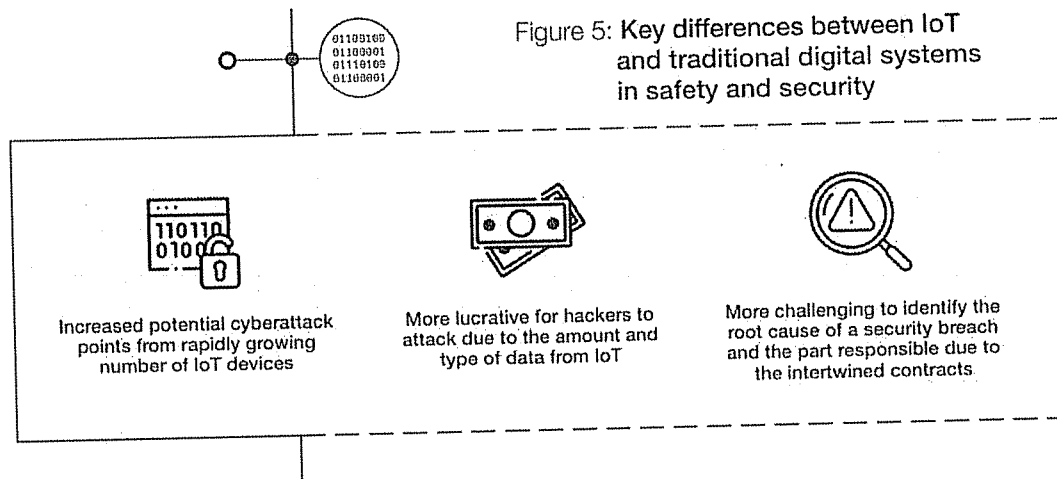 01100100
01100001
01110100
01100001
Figure 5: Key differences between IoT
and traditional digital systems
in safety and security
110110
010
Increased potential cyberattack
points from rapidly growing
number of IoT devices
More lucrative for hackers to
attack due to the amount and
type of data from IoT
More challenging to identify the
root cause of a security breach
and the part responsible due to
the intertwined contracts